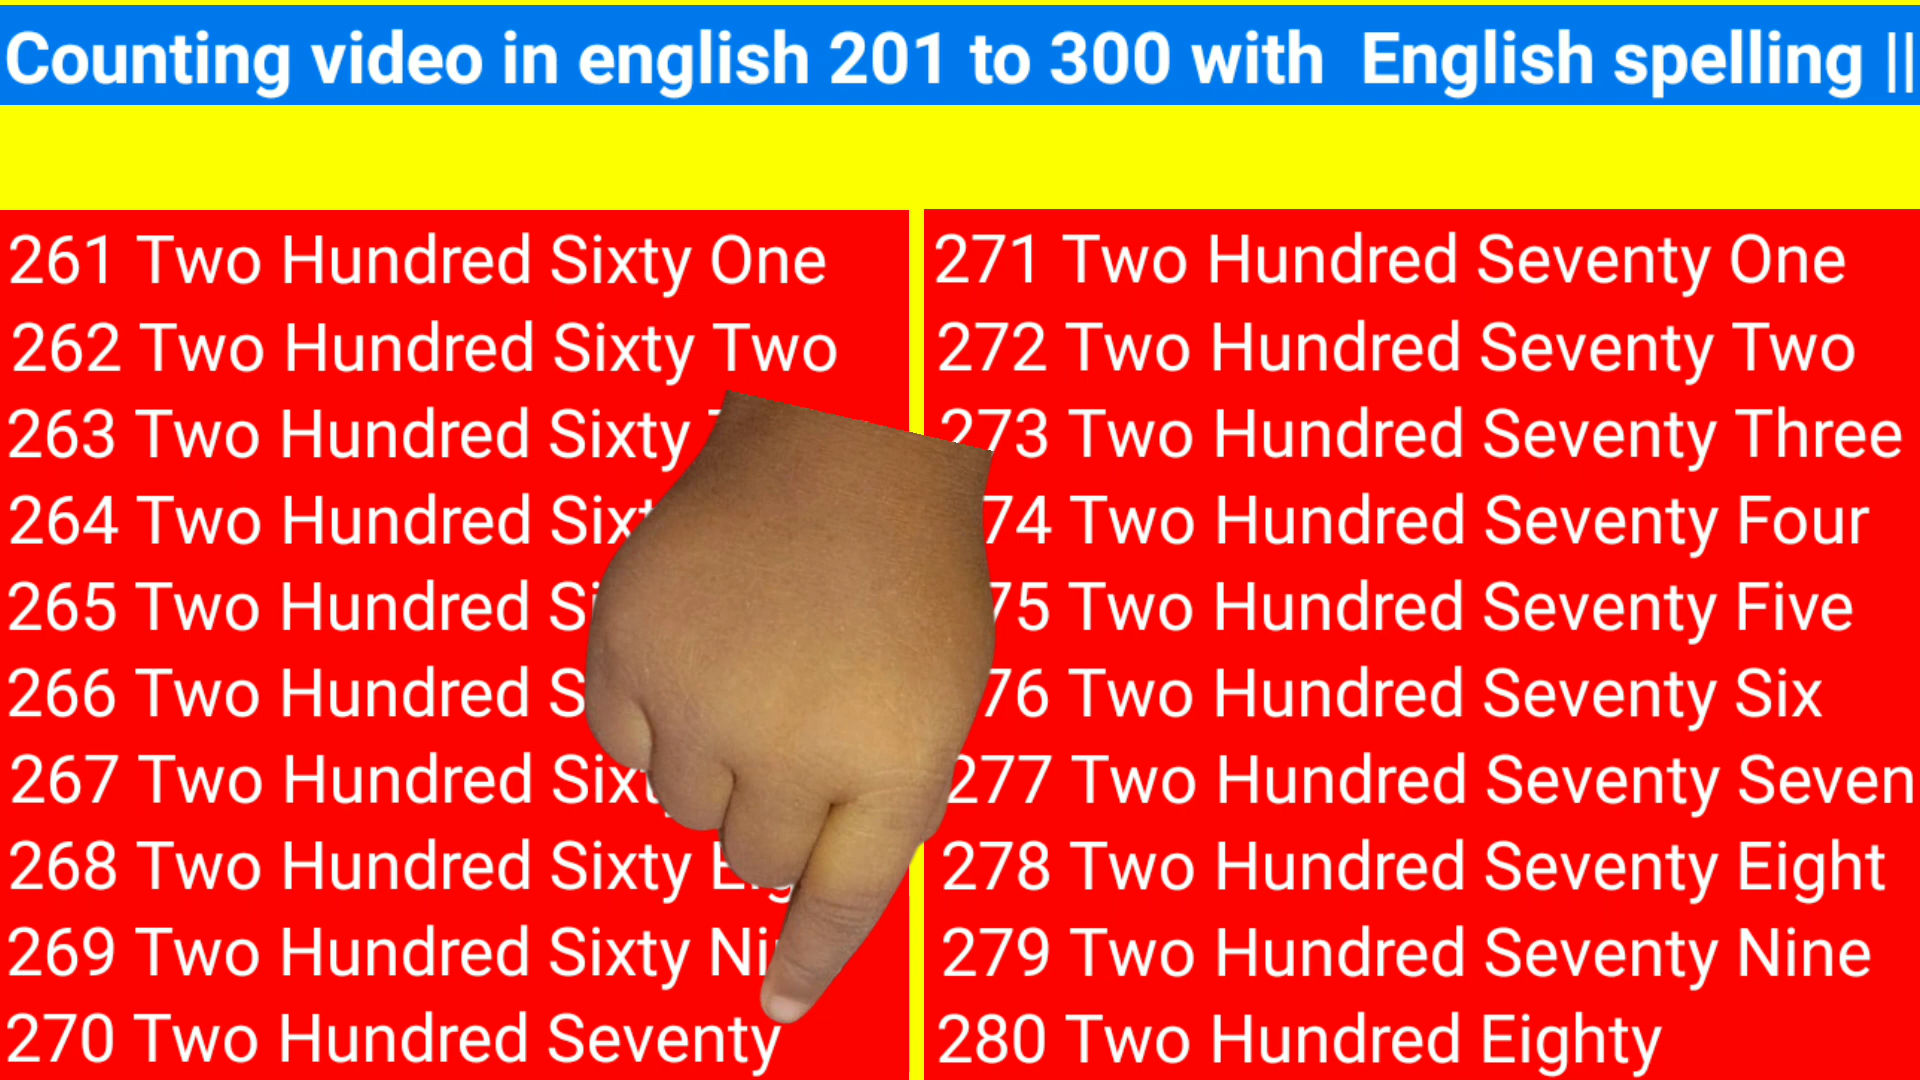 Counting video in english 201 to 300 with English spelling ||
261 Two Hundred Sixty One
262 Two Hundred Sixty Two
263 Two Hundred Sixty
264 Two Hundred
265 Two Hundred
266 Two Hundred
267 Two Hundred
268 Two Hundred Sixty
269 Two Hundred Sixty
270 Two Hundred Seventy
271 Two Hundred Seventy One
272 Two Hundred Seventy Two
273 Two Hundred Seventy Three
74 Two Hundred Seventy Four
75 Two Hundred Seventy Five
76 Two Hundred Seventy Six
277 Two Hundred Seventy Seven
278 Two Hundred Seventy Eight
279 Two Hundred Seventy Nine
280 Two Hundred Eighty